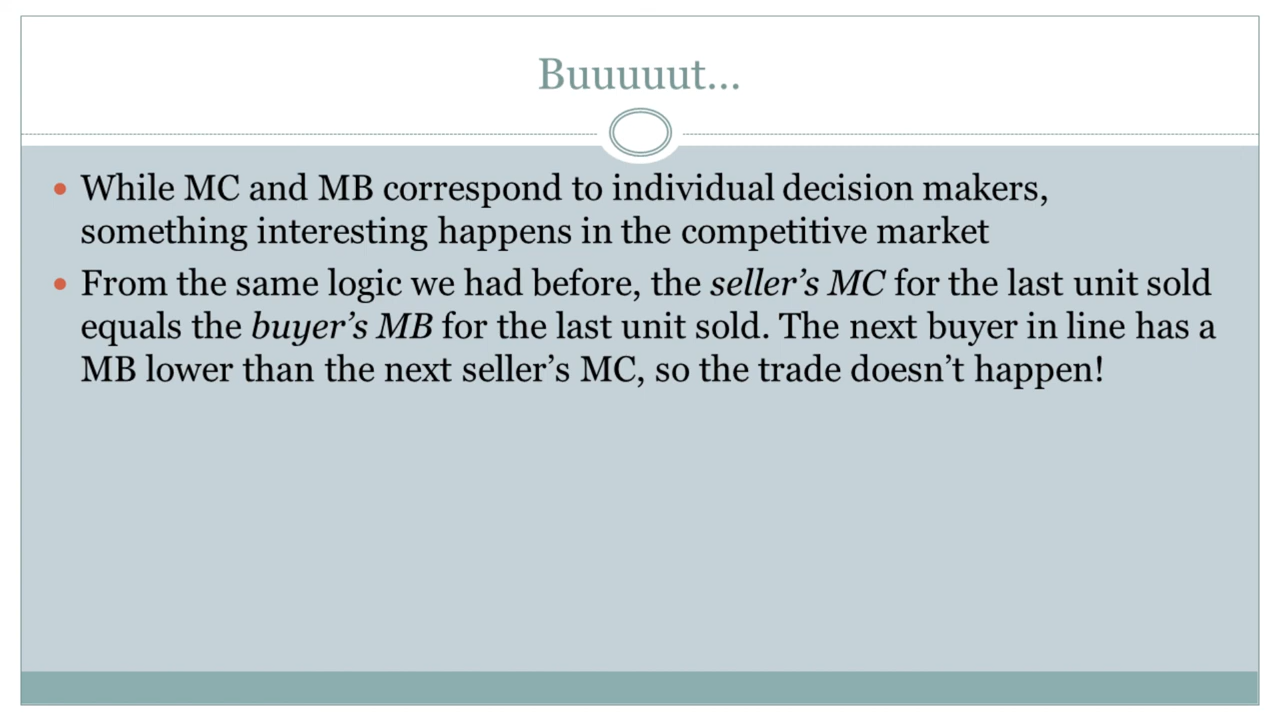 Buuuuut...
• While MC and MB correspond to individual decision makers,
something interesting happens in the competitive market
• From the same logic we had before, the seller’s MC for the last unit sold
equals the buyer’s MB for the last unit sold. The next buyer in line has a
MB lower than the next seller’s MC, so the trade doesn’t happen!